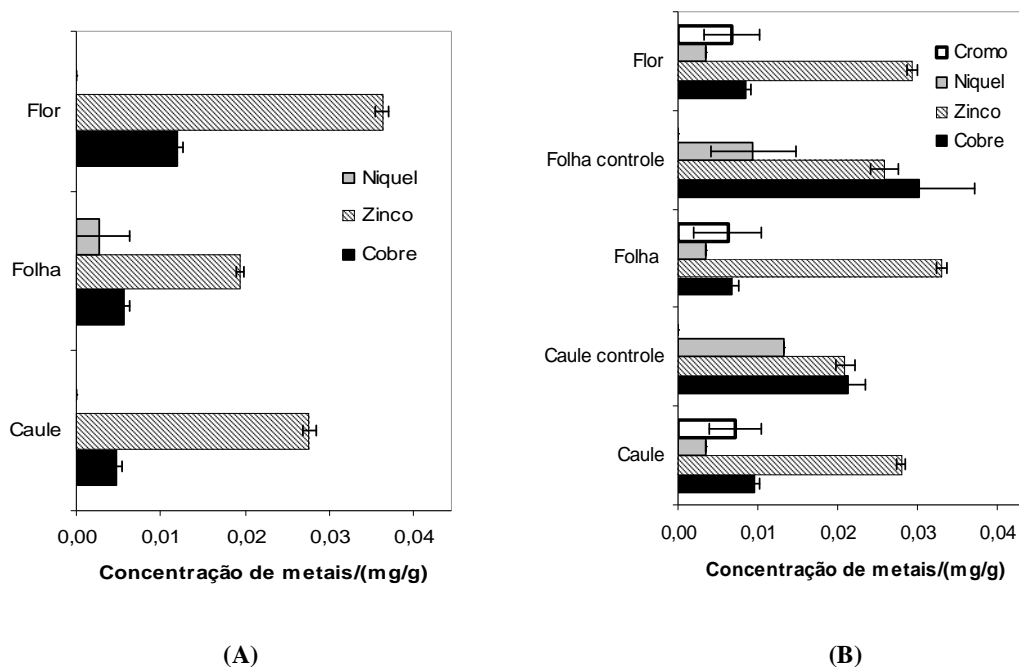 Flor
Folha
Caule
Niquel
Zinco
Cobre
0,00 0,01 0,02 0,03 0,04
Concentração de metais/(mg/g)
(A)
Flor
Folha controle
Folha
Caule controle
Caule
Cromo
Niquel
Zinco
Cobre
0,00 0,01 0,02 0,03 0,04
Concentração de metais/(mg/g)
(B)